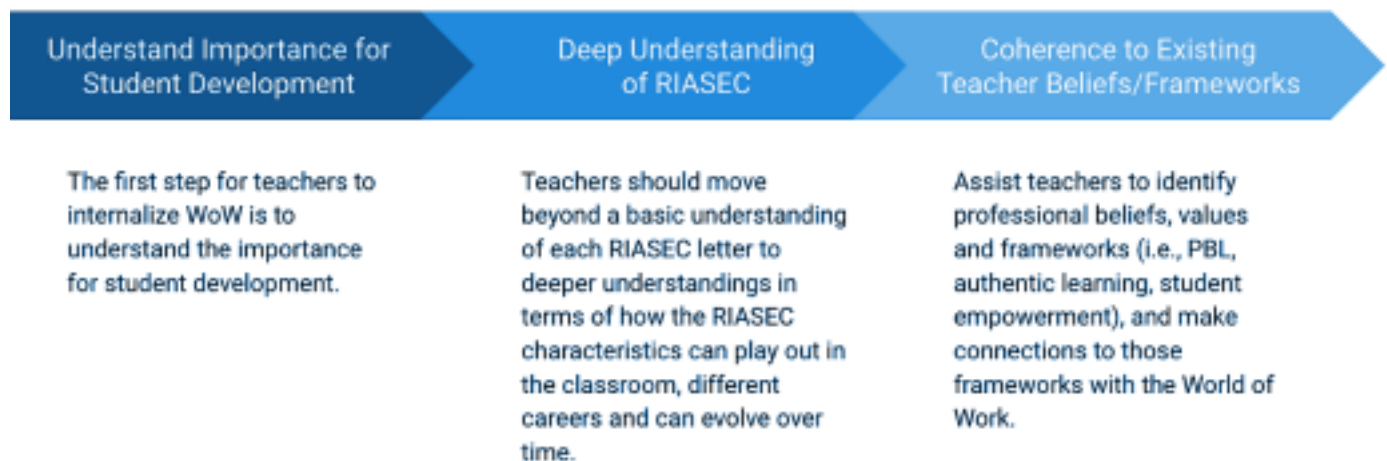 Understand Importance for
Student Development
Deep Understanding
of RIASEC
Coherence to Existing
Teacher Beliefs/Frameworks
The first step for teachers to
internalize WoW is to
understand the importance
for student development.
Teachers should move
beyond a basic understanding
of each RIASEC letter to
deeper understandings in
terms of how the RIASEC
characteristics can play out in
the classroom, different
careers and can evolve over
time.
Assist teachers to identify
professional beliefs, values
and frameworks (i.e., PBL,
authentic learning, student
empowerment), and make
connections to those
frameworks with the World of
Work.